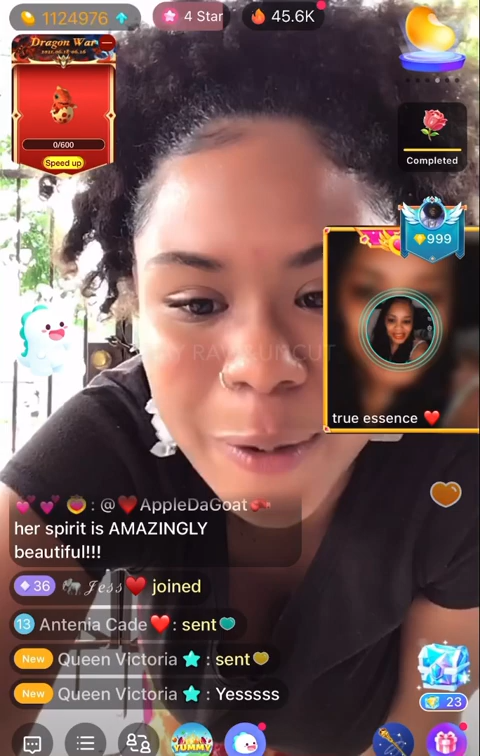 1124976
4 Star
45.6K
Dragon War
0/600
Speed up
Completed
999
true essence ❤️
: @❤️AppleDaGoat
her spirit is AMAZINGLY
beautiful!!!
36 𝒥𝑒𝓈𝓈❤️ joined
13 Antenia Cade❤️: sent
New Queen Victoria : sent
New Queen Victoria : Yesssss
23
YUMMY